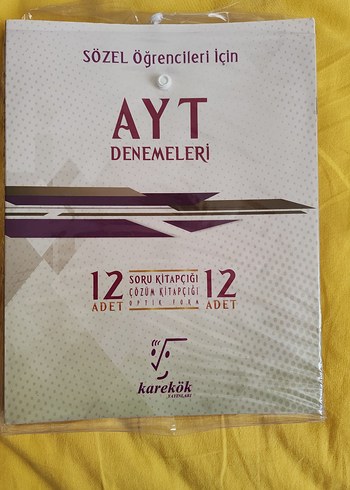 SÖZEL Öğrencileri İçin
AYT
DENEMELERİ
12 ADET
SORU KİTAPÇIĞI
ÇÖZÜM KİTAPÇIĞI
OPTİK FORM
12 ADET
karekök
YAYINLARI